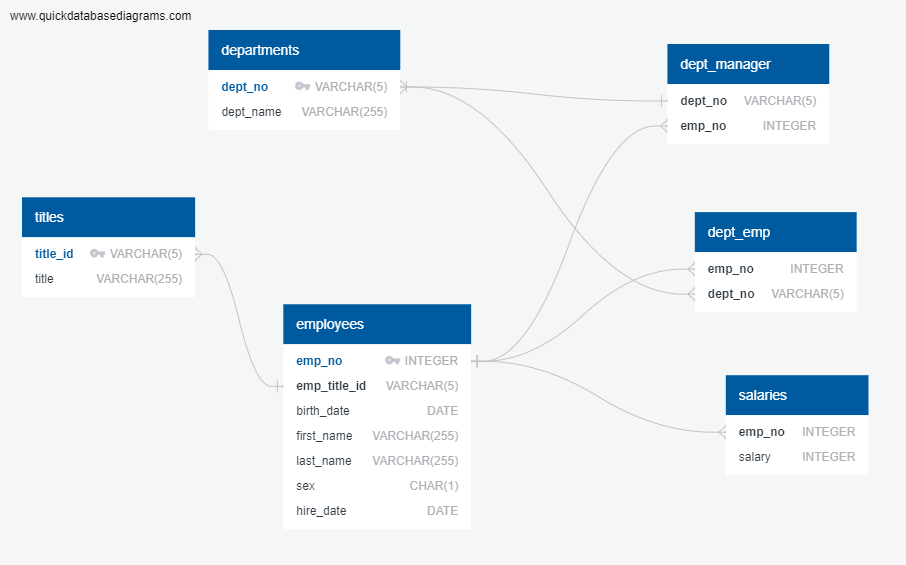 www.quickdatabasediagrams.com
departments
dept_no VARCHAR(5)
dept_name VARCHAR(255)
dept_manager
dept_no VARCHAR(5)
emp_no INTEGER
titles
title_id VARCHAR(5)
title VARCHAR(255)
dept_emp
emp_no INTEGER
dept_no VARCHAR(5)
employees
emp_no INTEGER
emp_title_id VARCHAR(5)
birth_date DATE
first_name VARCHAR(255)
last_name VARCHAR(255)
sex CHAR(1)
hire_date DATE
salaries
emp_no INTEGER
salary INTEGER